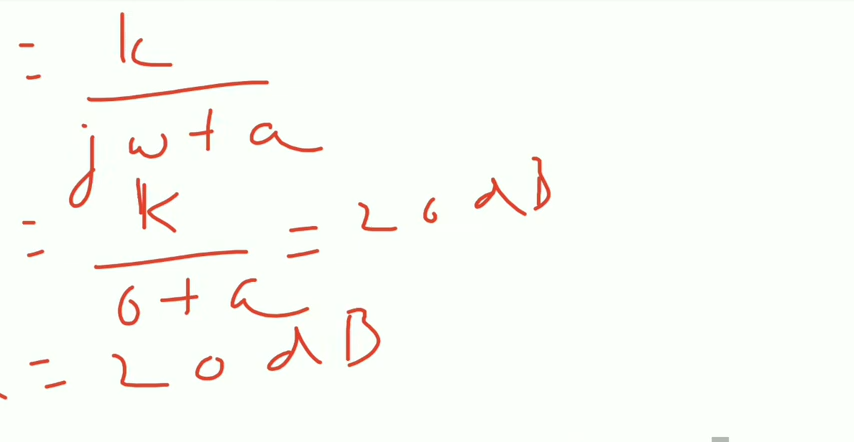 = k
jω + a
= k = 20 dB
0 + a
= 20 dB